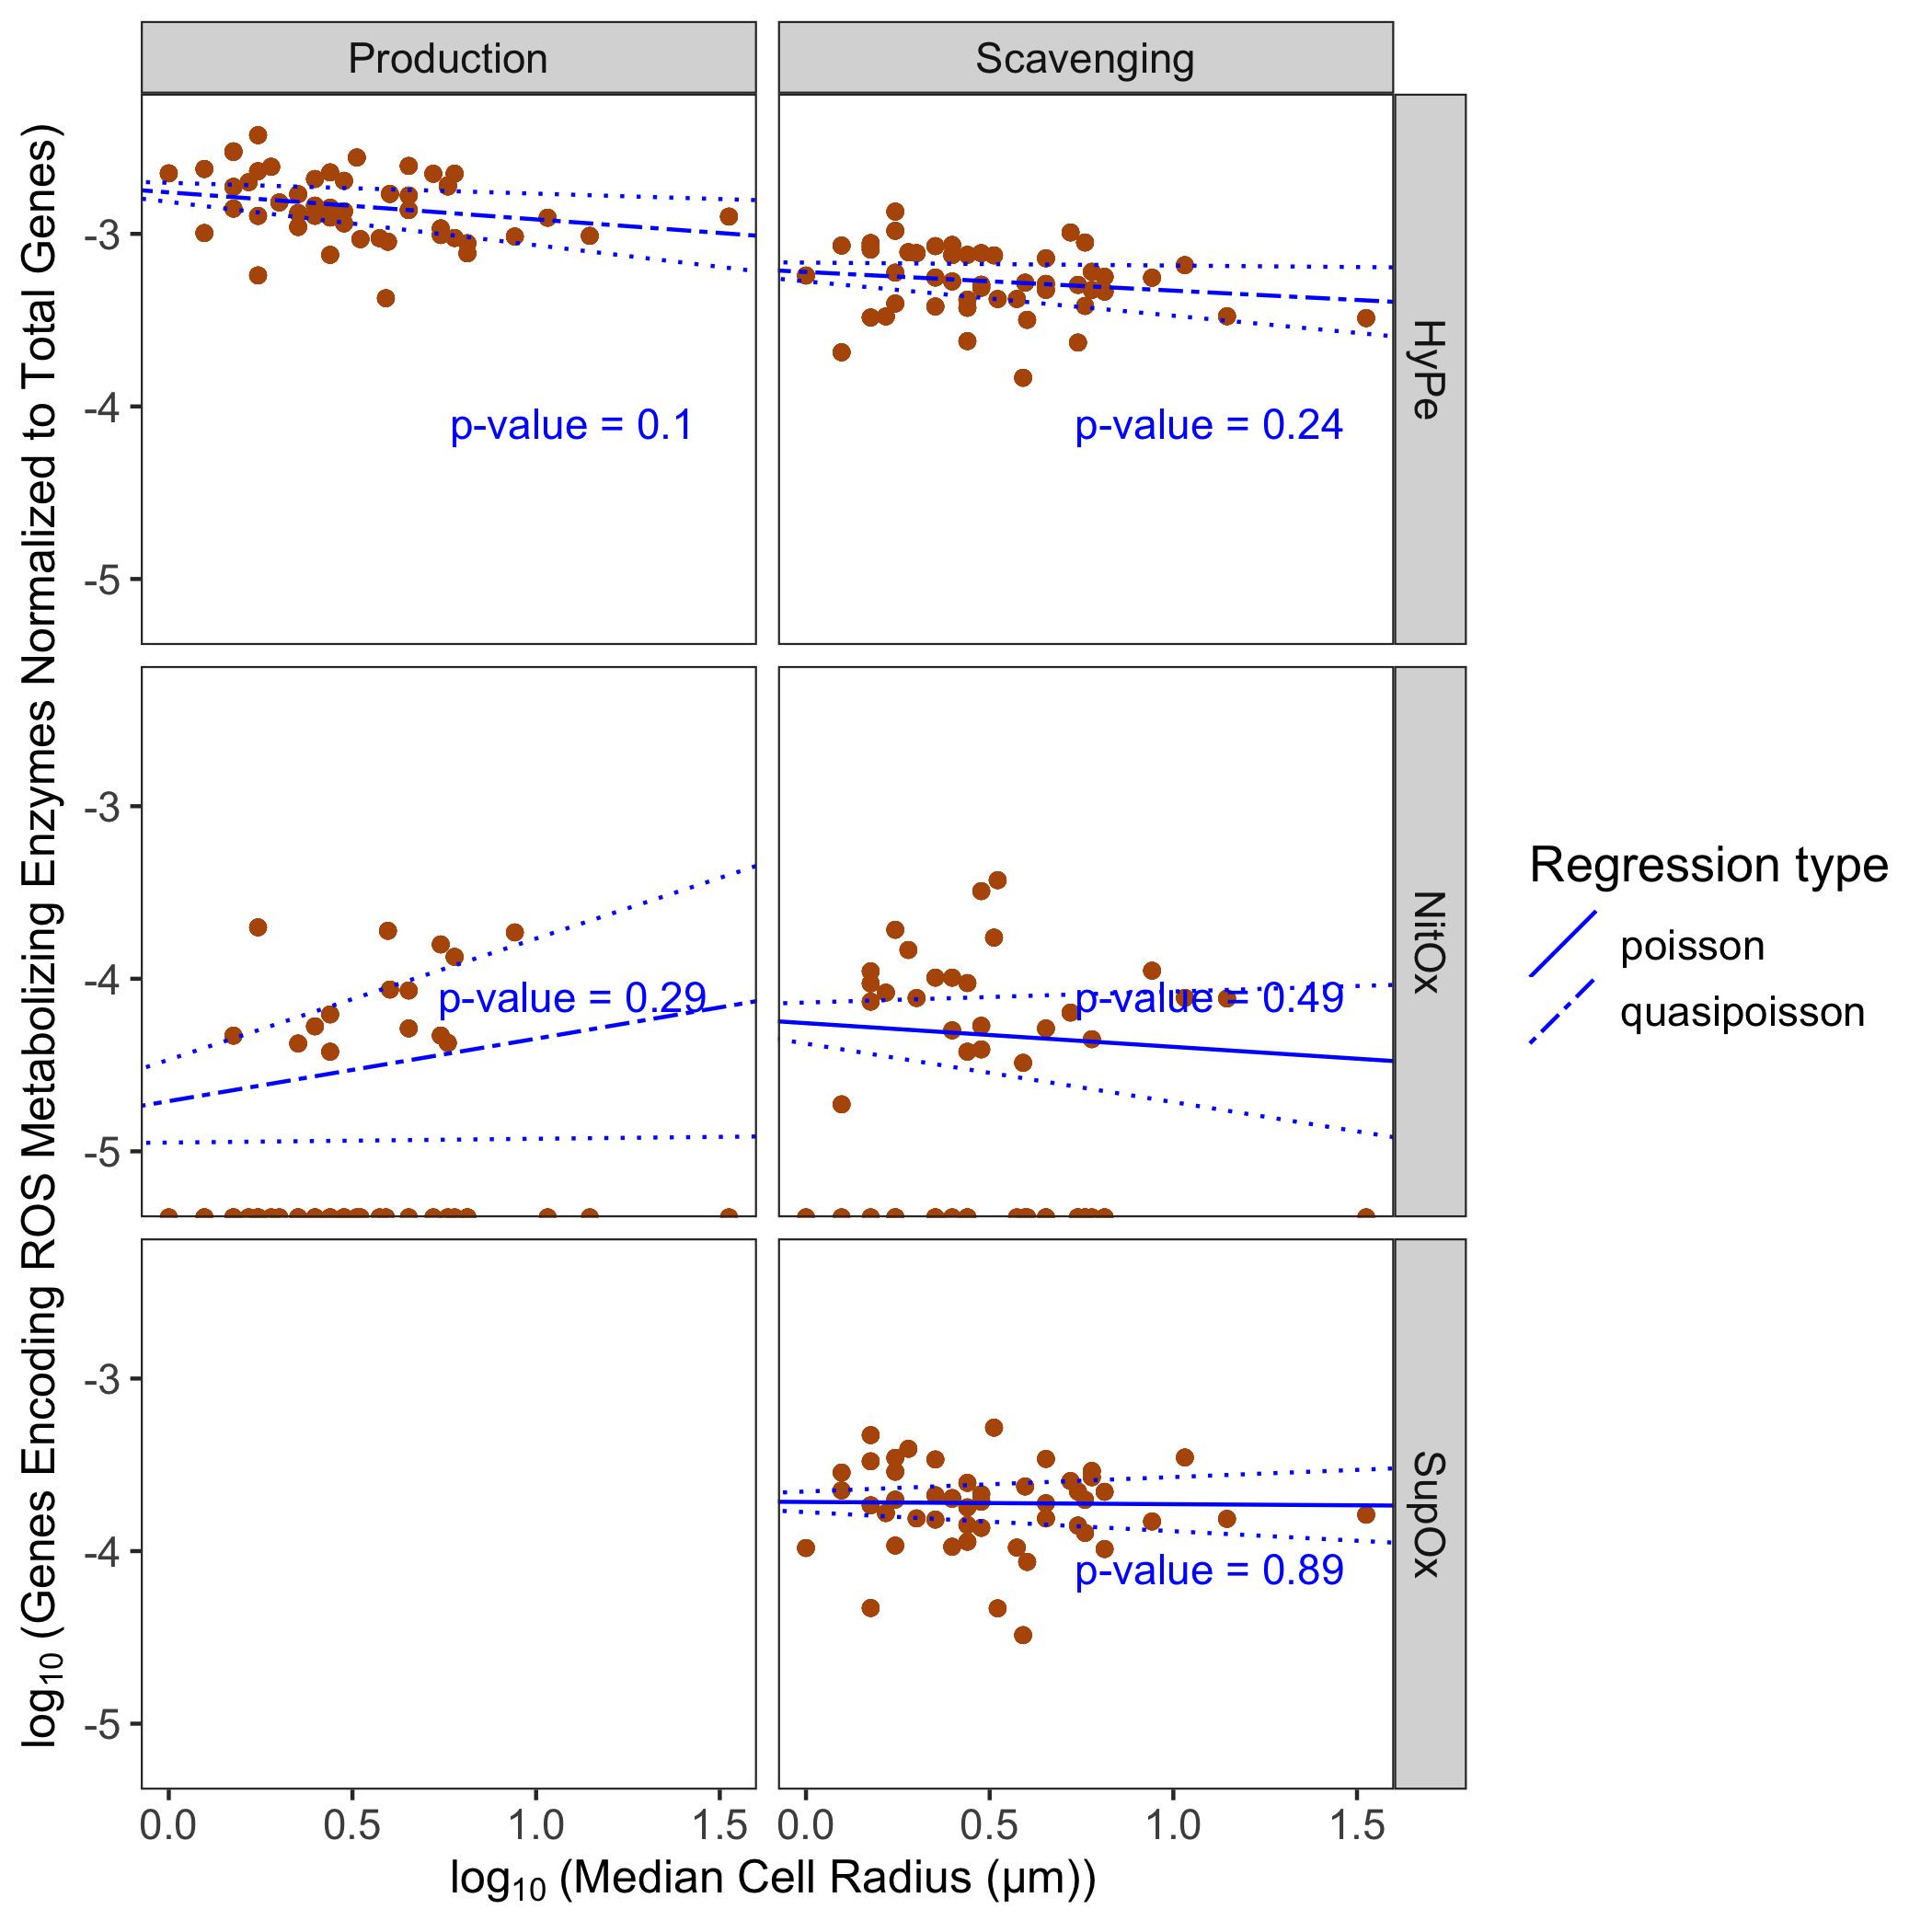 Production
Scavenging
log10 (Genes Encoding ROS Metabolizing Enzymes Normalized to Total Genes)
-3
-4
-5
p-value = 0.1
p-value = 0.24
HyPe
-3
-4
-5
p-value = 0.29
p-value = 0.49
NitOx
-3
-4
-5
p-value = 0.89
SupOx
0.0 0.5 1.0 1.5
0.0 0.5 1.0 1.5
log10 (Median Cell Radius (μm))
Regression type
poisson
quasipoisson